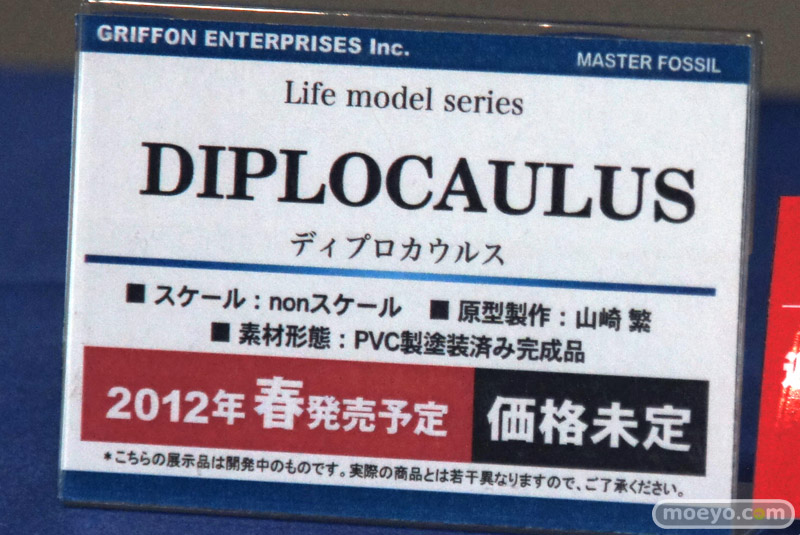 GRIFFON ENTERPRISES Inc.
MASTER FOSSIL
Life model series
DIPLOCAULUS
ディプロカウルス
■ スケール：nonスケール ■ 原型製作：山崎 繁
■ 素材形態：PVC製塗装済み完成品
2012年 春発売予定 価格未定
＊こちらの展示品は開発中のものです。実際の商品とは若干異なりますので、ご了承ください。
moeyo.com